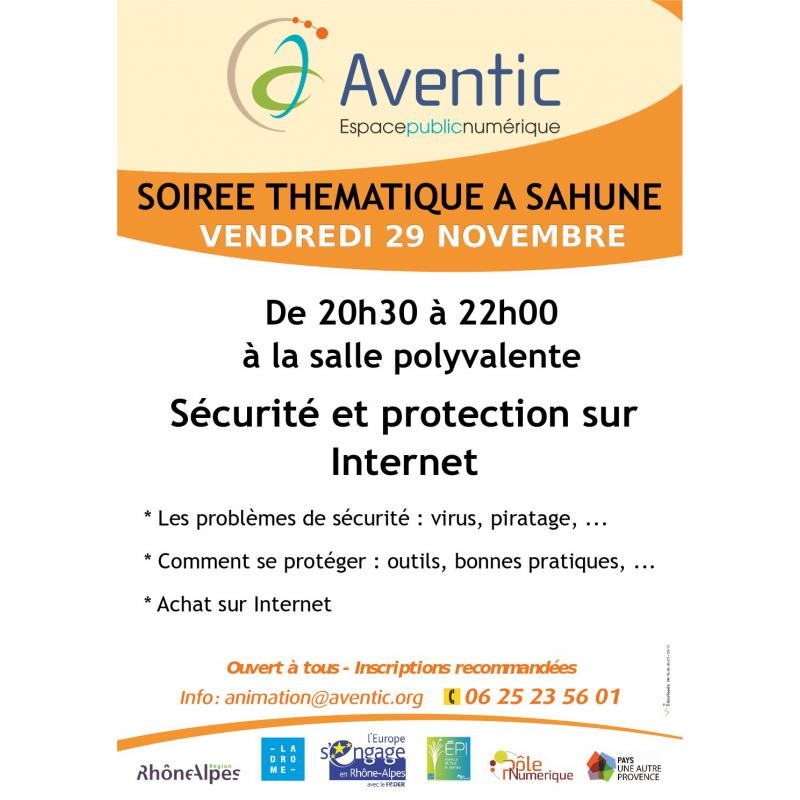 Aventic
Espacepublicnumérique
SOIREE THEMATIQUE A SAHUNE
VENDREDI 29 NOVEMBRE
De 20h30 à 22h00
à la salle polyvalente
Sécurité et protection sur
Internet
* Les problèmes de sécurité : virus, piratage, ...
* Comment se protéger : outils, bonnes pratiques, ...
* Achat sur Internet
Ouvert à tous - Inscriptions recommandées
Info: animation@aventic.org 06 25 23 56 01
Région
RhôneAlpes
- L A
D R O
M E -
l'Europe
s'engage
en Rhône-Alpes
avec le FEDER
ÉPI
Pôle
Numérique
PAYS
UNE AUTRE
PROVENCE